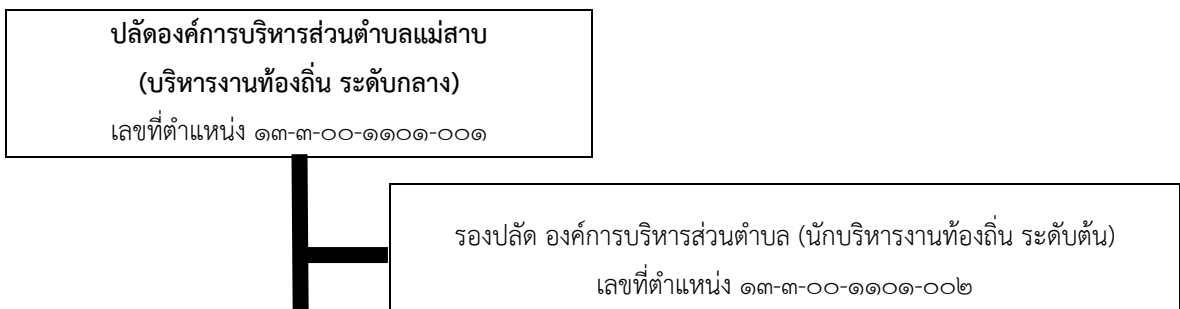 ปลัดองค์การบริหารส่วนตำบลแม่สาบ
(บริหารงานท้องถิ่น ระดับกลาง)
เลขที่ตำแหน่ง ๑๓-๓-๐๐-๑๑๐๑-๐๐๑
รองปลัด องค์การบริหารส่วนตำบล (นักบริหารงานท้องถิ่น ระดับต้น)
เลขที่ตำแหน่ง ๑๓-๓-๐๐-๑๑๐๑-๐๐๒